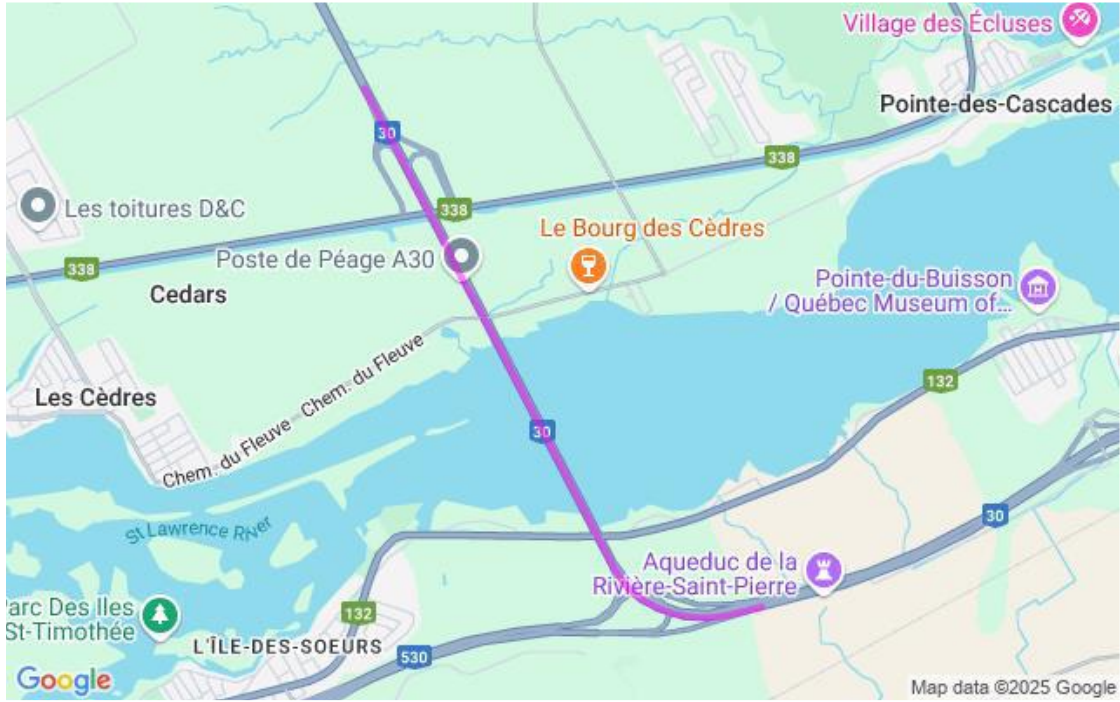 Village des Écluses
Pointe-des-Cascades
30
338
Les toitures D&C
338
Le Bourg des Cèdres
Poste de Péage A30
338
Cedars
Pointe-du-Buisson
/ Québec Museum of...
132
Les Cèdres
Chem. du Fleuve
Chem. du Fleuve
30
St Lawrence River
30
Aqueduc de la
Rivière-Saint-Pierre
arc Des Iles
St-Timothée
132
L'ÎLE-DES-SOEURS
530
Google
Map data ©2025 Google